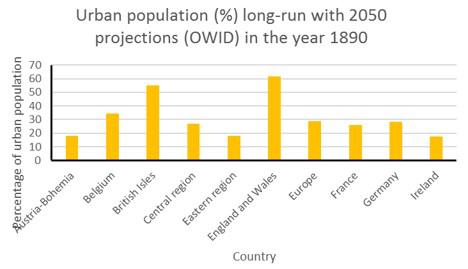 Urban population (%) long-run with 2050
projections (OWID) in the year 1890
Percentage of urban population
70
60
50
40
30
20
10
0
Austria-Bohemia
Belgium
British Isles
Central region
Eastern region
England and Wales
Europe
France
Germany
Ireland
Country